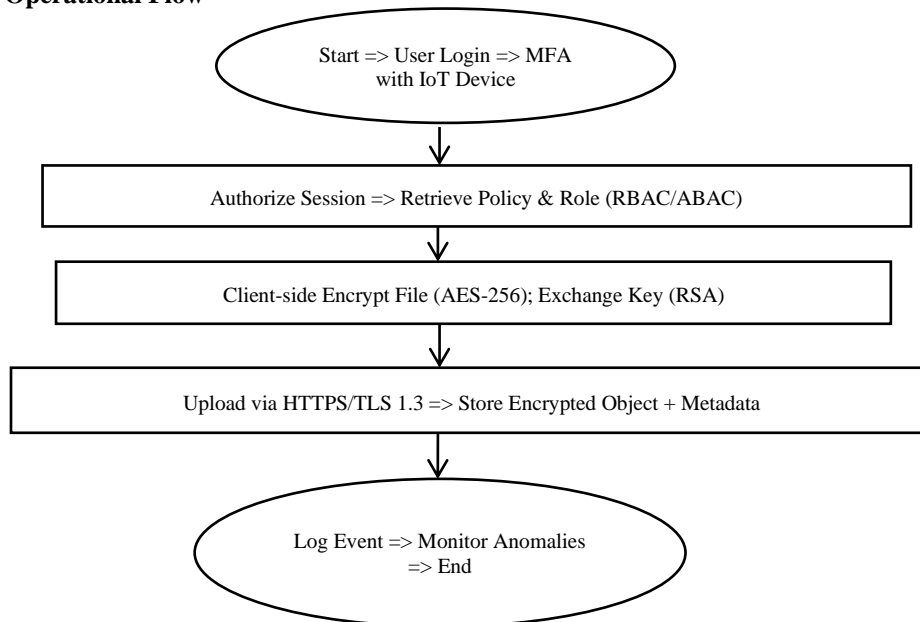 Operational Flow
Start => User Login => MFA
with IoT Device
Authorize Session => Retrieve Policy & Role (RBAC/ABAC)
Client-side Encrypt File (AES-256); Exchange Key (RSA)
Upload via HTTPS/TLS 1.3 => Store Encrypted Object + Metadata
Log Event => Monitor Anomalies
=> End